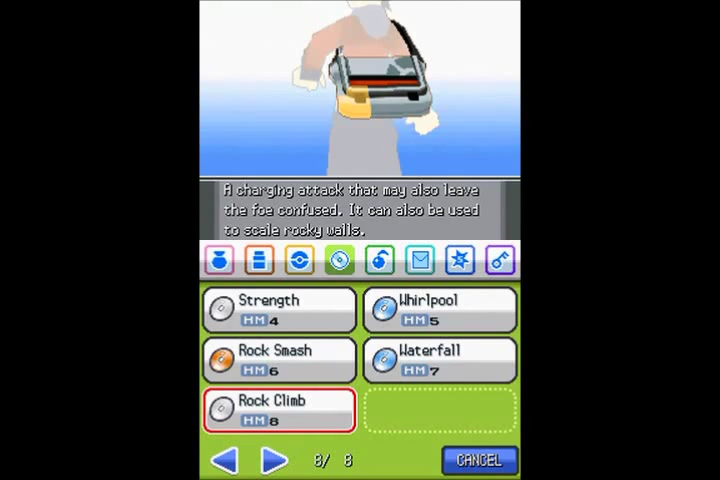 A charging attack that may also leave
the foe confused. It can also be used
to scale rocky walls.
Strength
HM4
Whirlpool
HM5
Rock Smash
HM6
Waterfall
HM7
Rock Climb
HM8
8/ 8
CANCEL